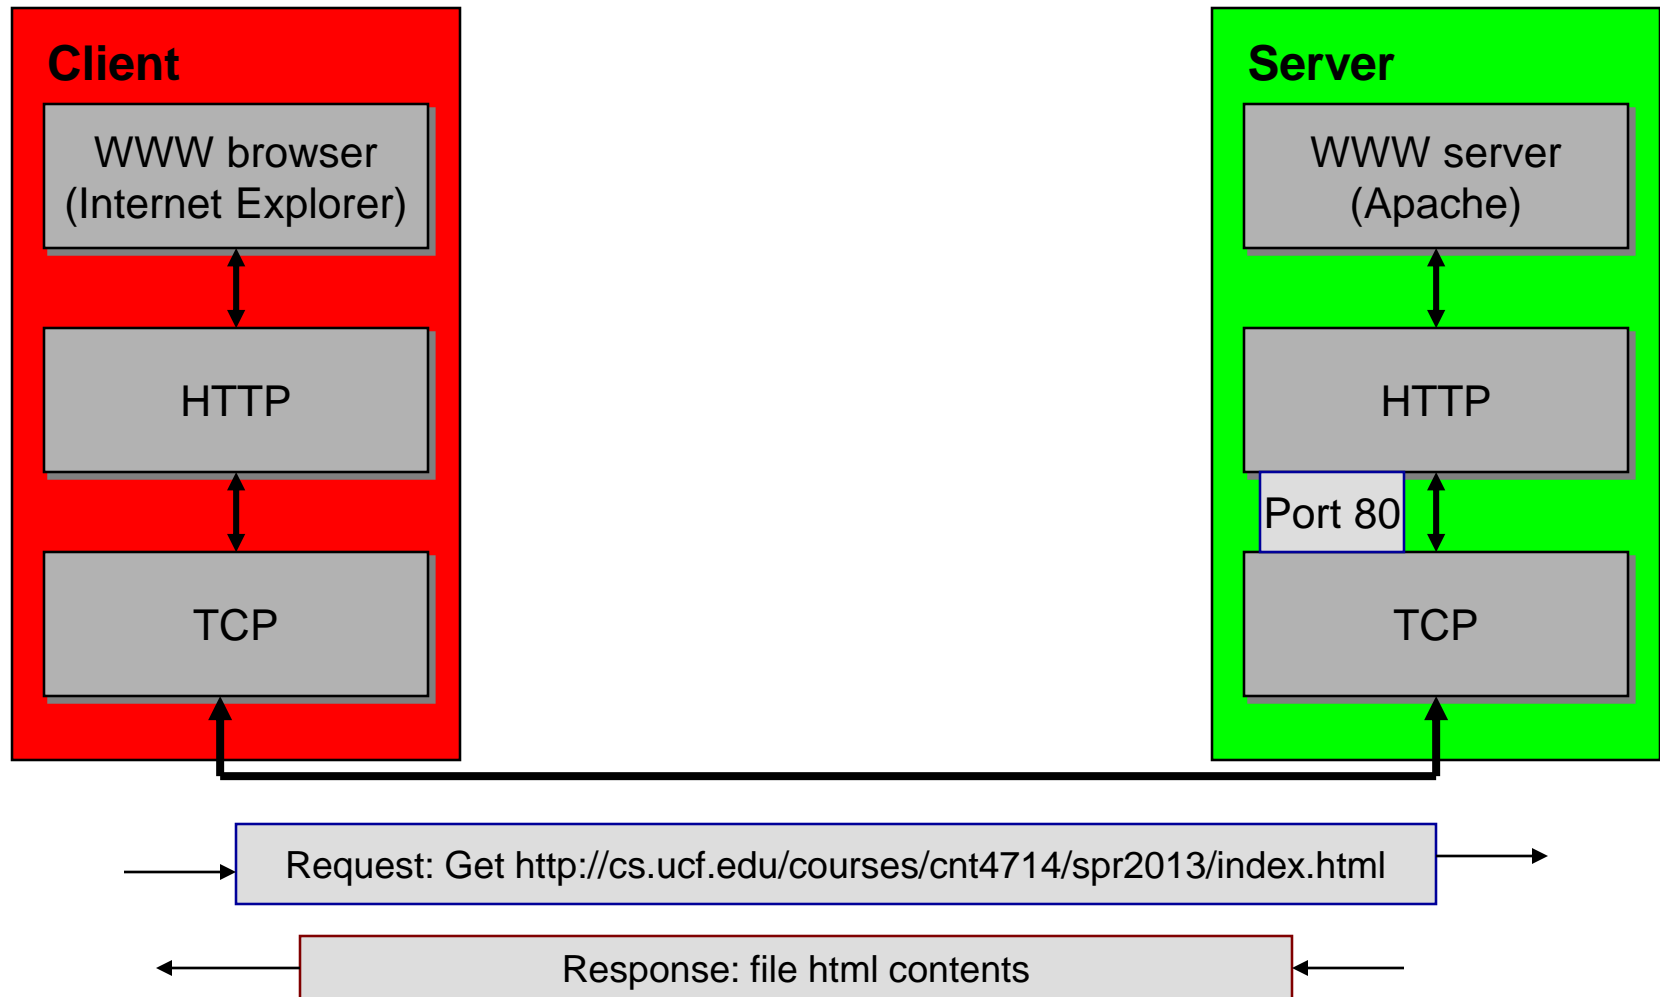 Client
WWW browser
(Internet Explorer)
HTTP
TCP
Server
WWW server
(Apache)
HTTP
Port 80
TCP
Request: Get http://cs.ucf.edu/courses/cnt4714/spr2013/index.html
Response: file html contents